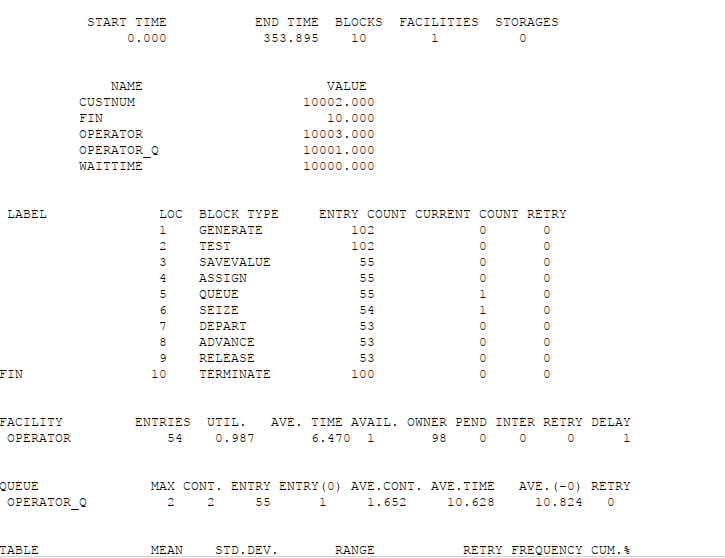 START TIME END TIME BLOCKS FACILITIES STORAGES
0.000 353.895 10 1 0
NAME VALUE
CUSTNUM 10002.000
FIN 10.000
OPERATOR 10003.000
OPERATOR_Q 10001.000
WAITTIME 10000.000
LABEL LOC BLOCK TYPE ENTRY COUNT CURRENT COUNT RETRY
1 GENERATE 102 0 0
2 TEST 102 0 0
3 SAVEVALUE 55 0 0
4 ASSIGN 55 0 0
5 QUEUE 55 1 0
6 SEIZE 54 1 0
7 DEPART 53 0 0
8 ADVANCE 53 0 0
9 RELEASE 53 0 0
FIN 10 TERMINATE 100 0 0
FACILITY ENTRIES UTIL. AVE. TIME AVAIL. OWNER PEND INTER RETRY DELAY
OPERATOR 54 0.987 6.470 1 98 0 0 0 1
QUEUE MAX CONT. ENTRY ENTRY(0) AVE.CONT. AVE.TIME AVE.(-0) RETRY
OPERATOR_Q 2 2 55 1 1.652 10.628 10.824 0
TABLE MEAN STD.DEV. RANGE RETRY FREQUENCY CUM.%